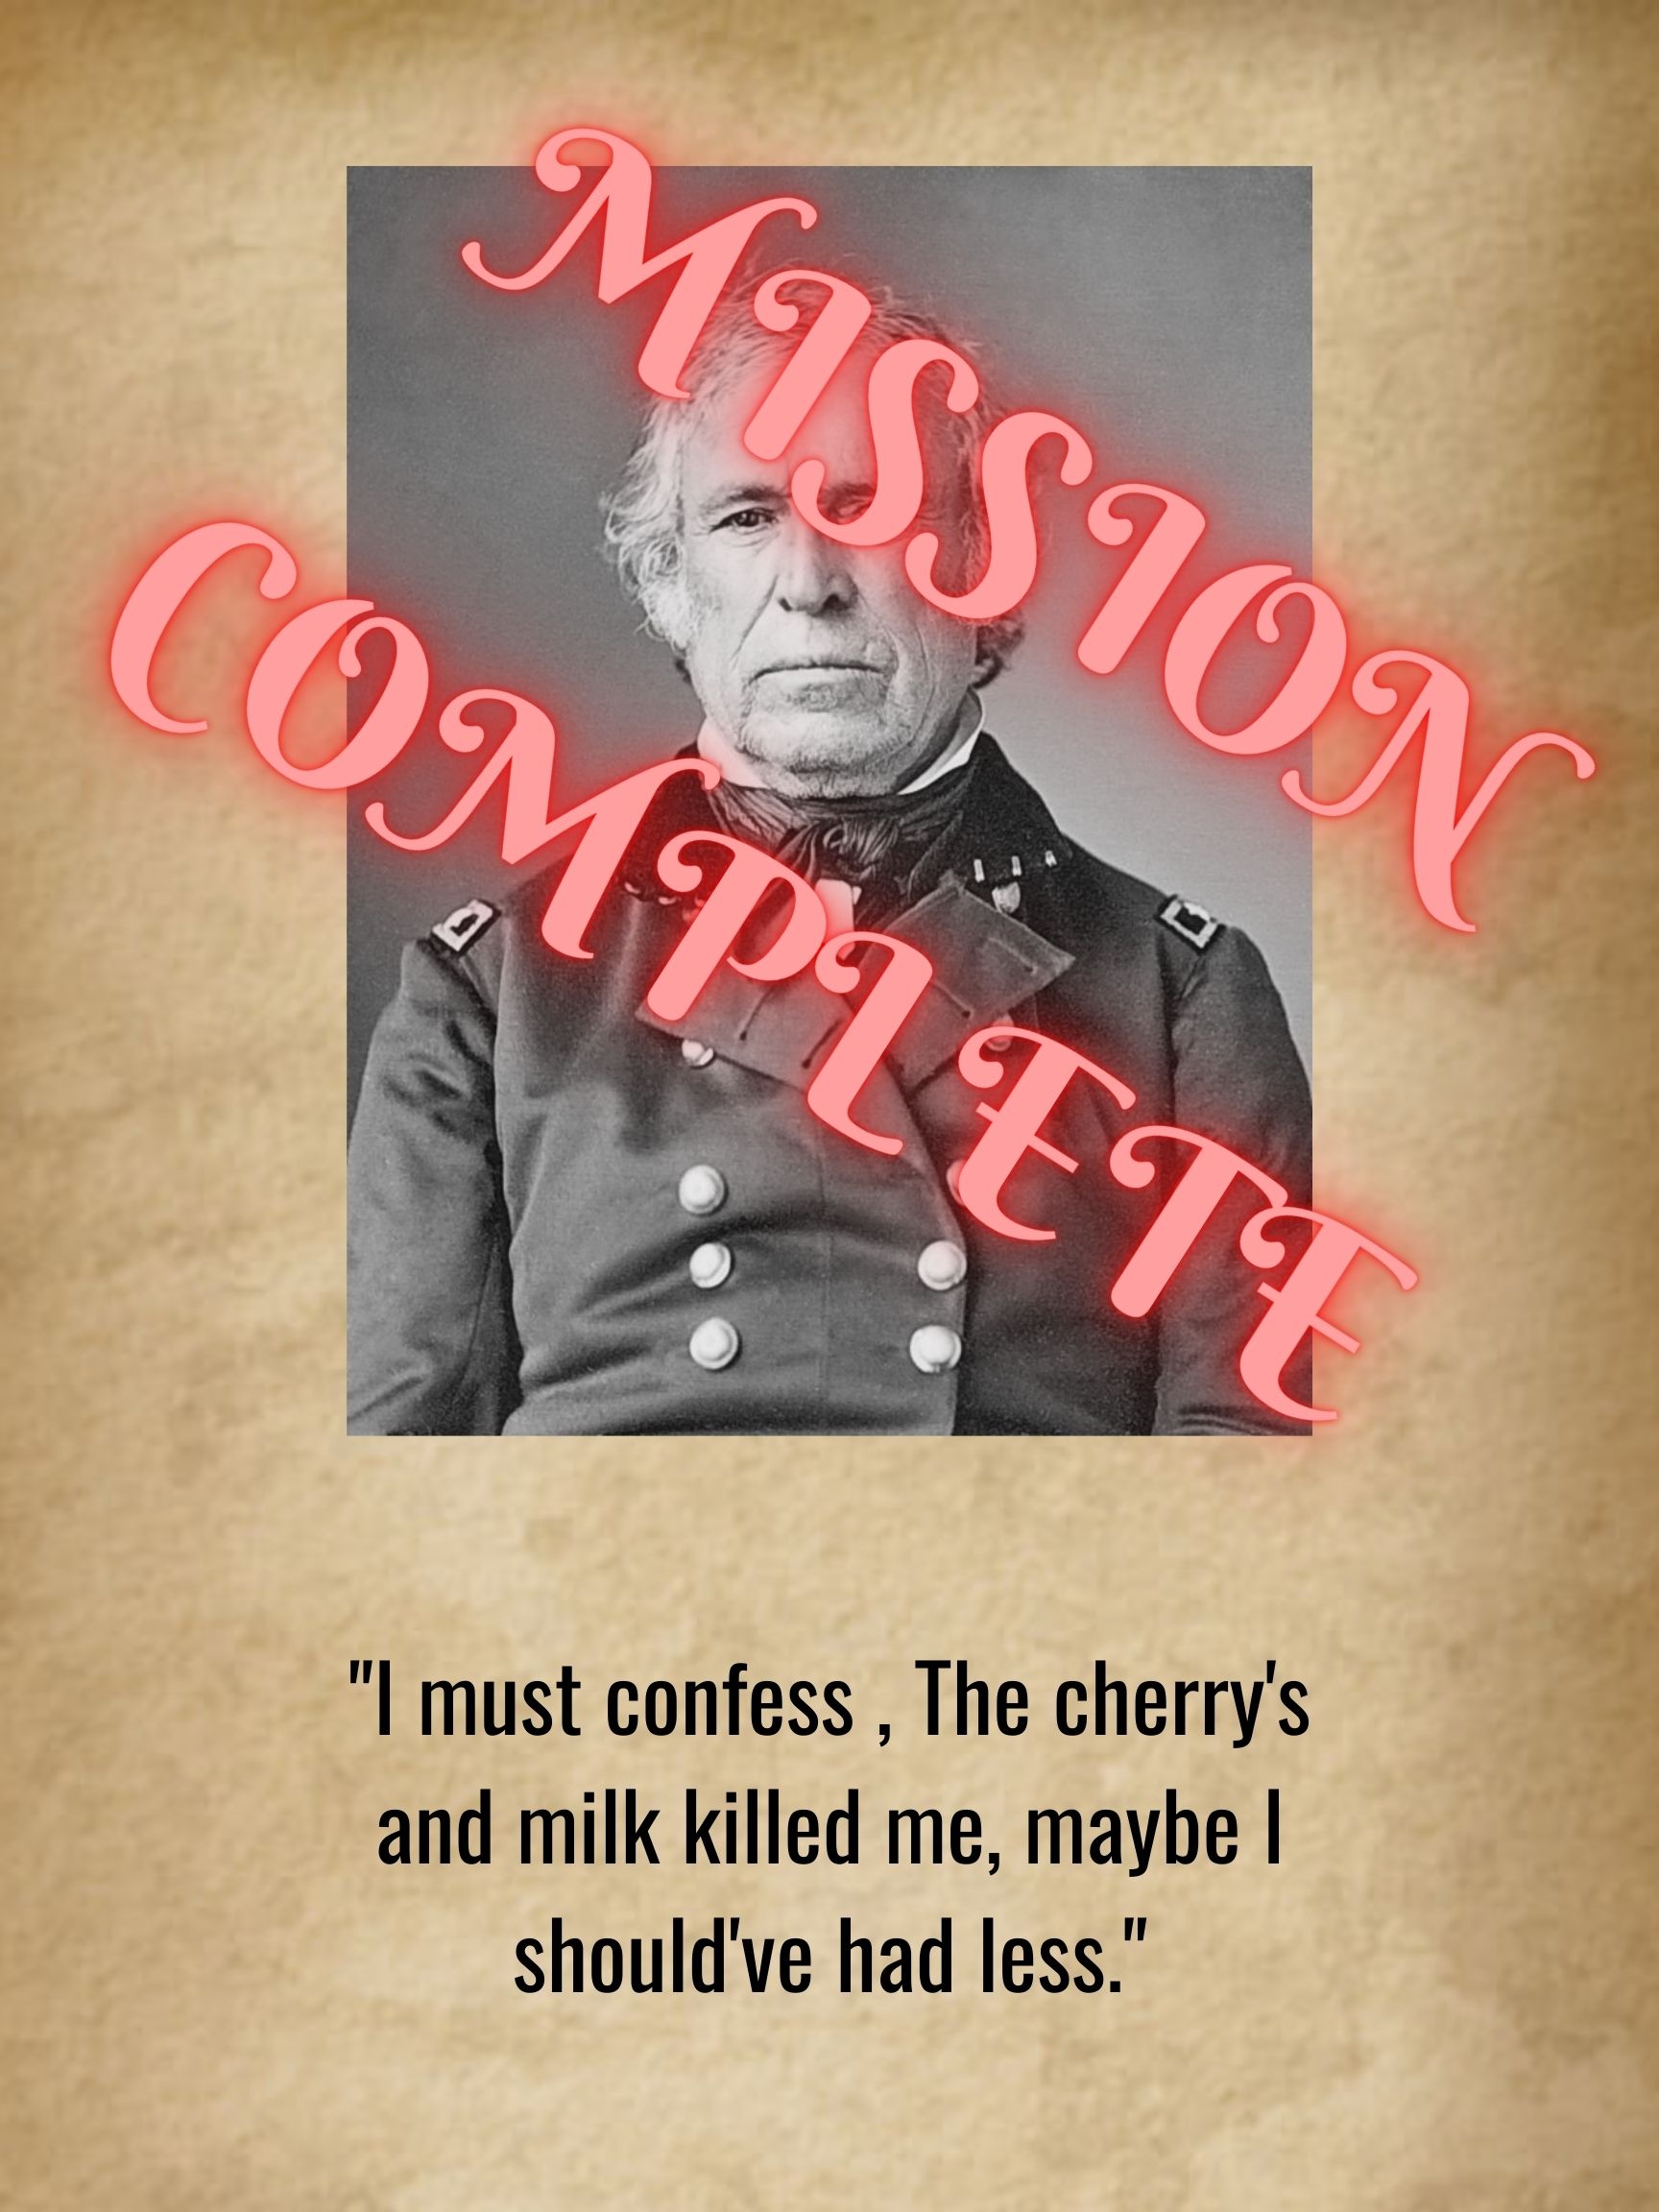 MISSION
COMPLETE
"I must confess , The cherry's
and milk killed me, maybe I
should've had less."